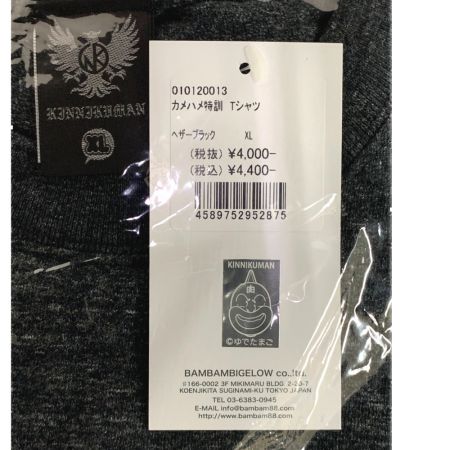 KINNIKUMAN
XL
010120013
カメハメ特訓 Tシャツ
ヘザーブラック XL
(税抜) ¥4,000-
(税込) ¥4,400-
4589752952875
KINNIKUMAN
肉
©ゆでたまご
BAMBAMBIGELOW co.,ltd.
〒166-0002 3F MIKIMARU BLDG. 2-20-7
KOENJIKITA SUGINAMI-KU TOKYO JAPAN
TEL 03-6383-0945
E-MAIL info@bambam88.com
http://www.bambam88.com